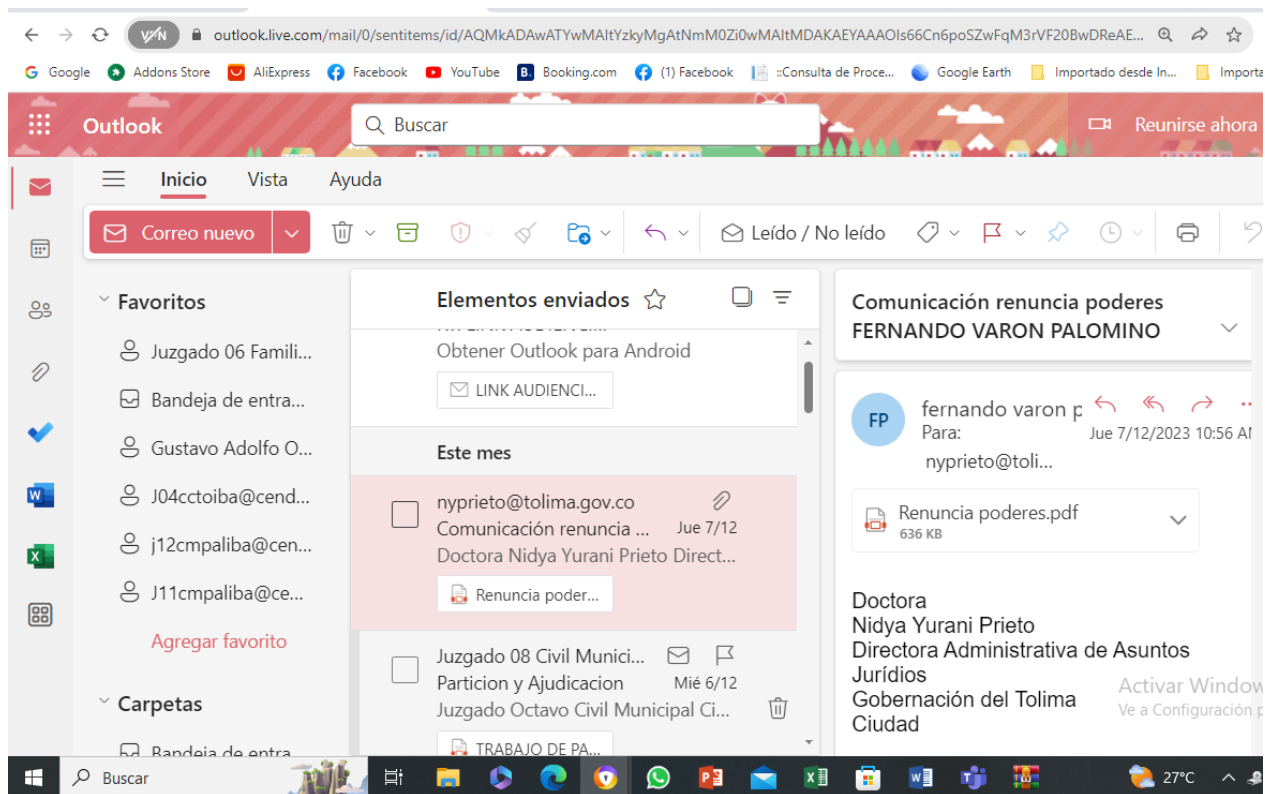 V/N outlook.live.com/mail/0/sentitems/id/AQMkADAwATYwMAItYzkyMgAtNmM0Zi0wMAItMDAKAEYAAAOIs66Cn6poSZwFqM3rVF20BwDReAE...
Google Addons Store AliExpress Facebook YouTube Booking.com (1) Facebook ::Consulta de Proce... Google Earth Importado desde In... Importa
Outlook
Buscar
Reunirse ahora
Inicio Vista Ayuda
Correo nuevo
Leído / No leído
Favoritos
Juzgado 06 Famili...
Bandeja de entra...
Gustavo Adolfo O...
J04cctoiba@cend...
j12cmpaliba@cen...
J11cmpaliba@ce...
Agregar favorito
Carpetas
Bandeja de entra
Elementos enviados
Obtener Outlook para Android
LINK AUDIENCI...
Este mes
nyprieto@tolima.gov.co
Comunicación renuncia ... Jue 7/12
Doctora Nidya Yurani Prieto Direct...
Renuncia poder...
Juzgado 08 Civil Munici...
Particion y Ajudicacion Mié 6/12
Juzgado Octavo Civil Municipal Ci...
TRABAJO DE PA...
Comunicación renuncia poderes
FERNANDO VARON PALOMINO
FP
fernando varon p
Para: Jue 7/12/2023 10:56 AM
nyprieto@toli...
Renuncia poderes.pdf
636 KB
Doctora
Nidya Yurani Prieto
Directora Administrativa de Asuntos
Jurídios
Gobernación del Tolima
Ciudad
Activar Window
Ve a Configuración p
Buscar
27°C